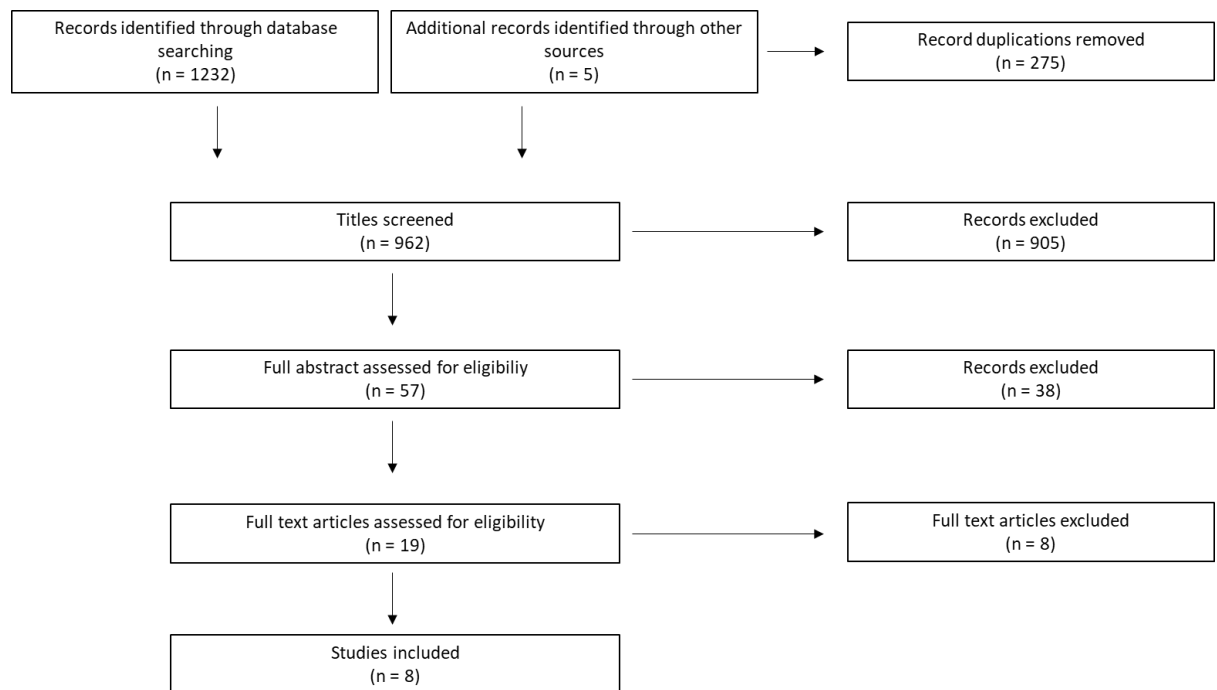 Records identified through database
searching
(n = 1232)
Additional records identified through other
sources
(n = 5)
Record duplications removed
(n = 275)
Titles screened
(n = 962)
Records excluded
(n = 905)
Full abstract assessed for eligibiliy
(n = 57)
Records excluded
(n = 38)
Full text articles assessed for eligibility
(n = 19)
Full text articles excluded
(n = 8)
Studies included
(n = 8)